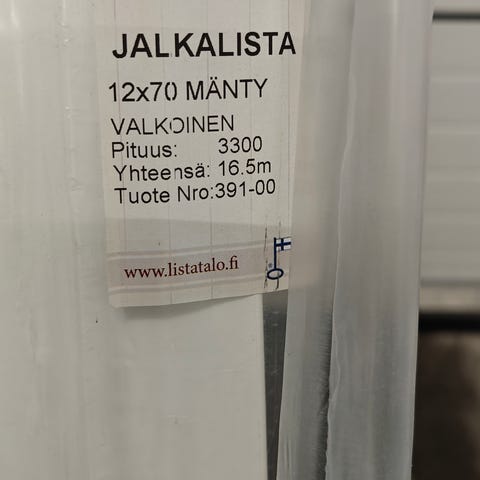 JALKALISTA
12x70 MÄNTY
VALKOINEN
Pituus: 3300
Yhteensä: 16.5m
Tuote Nro:391-00
www.listatalo.fi